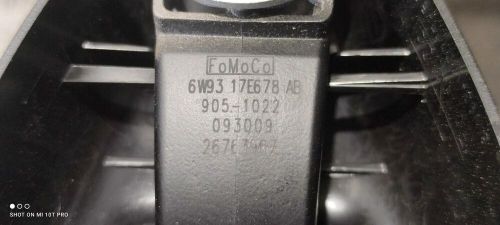 FoMoCo
6W93 17E678 AB
905-1022
093009
SHOT ON MI 10T PRO